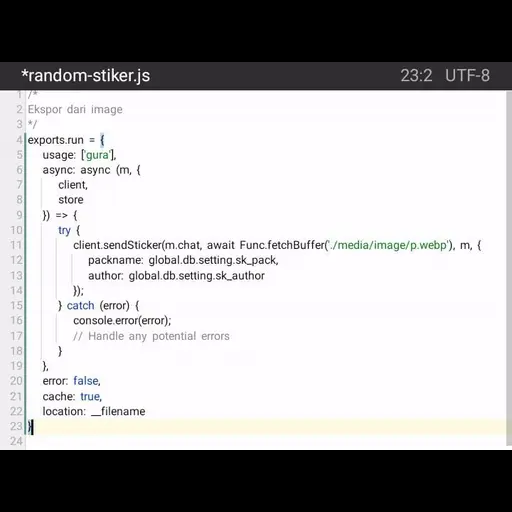 *random-stiker.js 23:2 UTF-8
1 /*
2 Ekspor dari image
3 */
4 exports.run = {
5 usage: ['gura'],
6 async: async (m, {
7 client,
8 store
9 }) => {
10 try {
11 client.sendSticker(m.chat, await Func.fetchBuffer('./media/image/p.webp'), m, {
12 packname: global.db.setting.sk_pack,
13 author: global.db.setting.sk_author
14 });
15 } catch (error) {
16 console.error(error);
17 // Handle any potential errors
18 }
19 },
20 error: false,
21 cache: true,
22 location: __filename
23 }
24